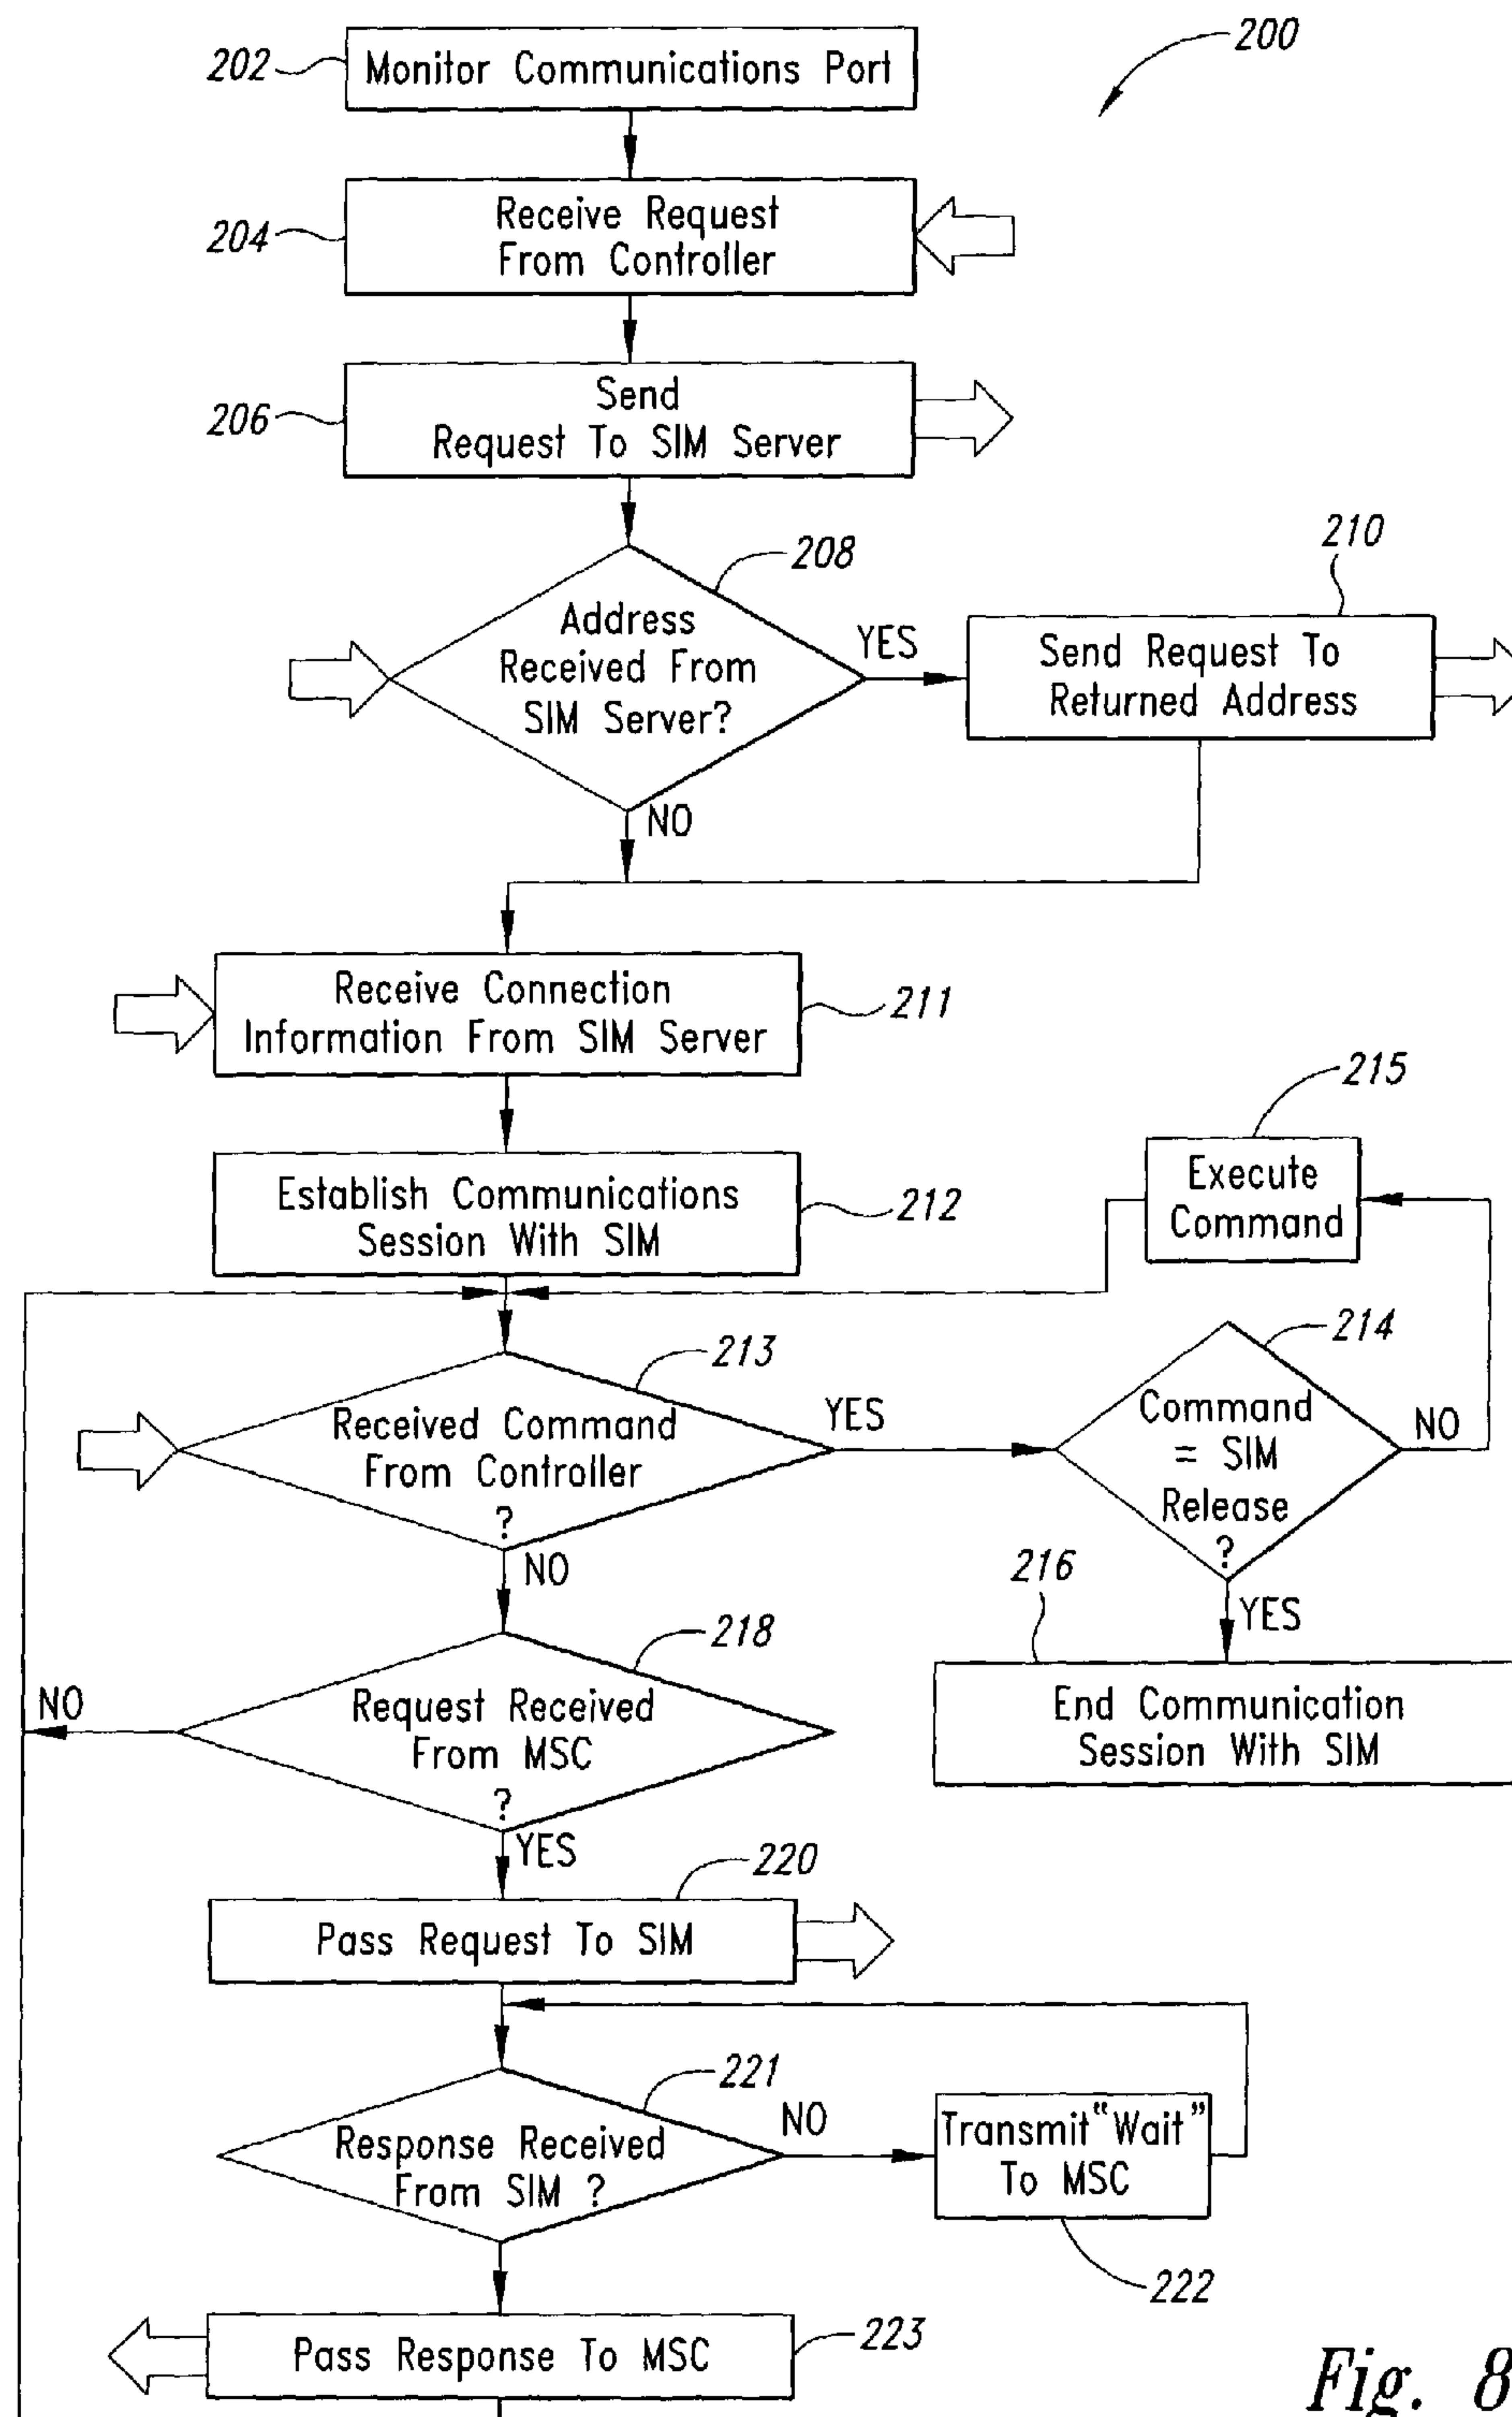 200
202
Monitor Communications Port
204
Receive Request
From Controller
206
Send
Request To SIM Server
208
Address
Received From
SIM Server?
YES
NO
210
Send Request To
Returned Address
Receive Connection
Information From SIM Server
211
Establish Communications
Session With SIM
212
215
Execute
Command
213
Received Command
From Controller
?
YES
NO
214
Command
= SIM
Release
?
NO
YES
216
End Communication
Session With SIM
218
Request Received
From MSC
?
NO
YES
220
Pass Request To SIM
221
Response Received
From SIM ?
NO
Transmit "Wait"
To MSC
222
Pass Response To MSC
223
Fig. 8